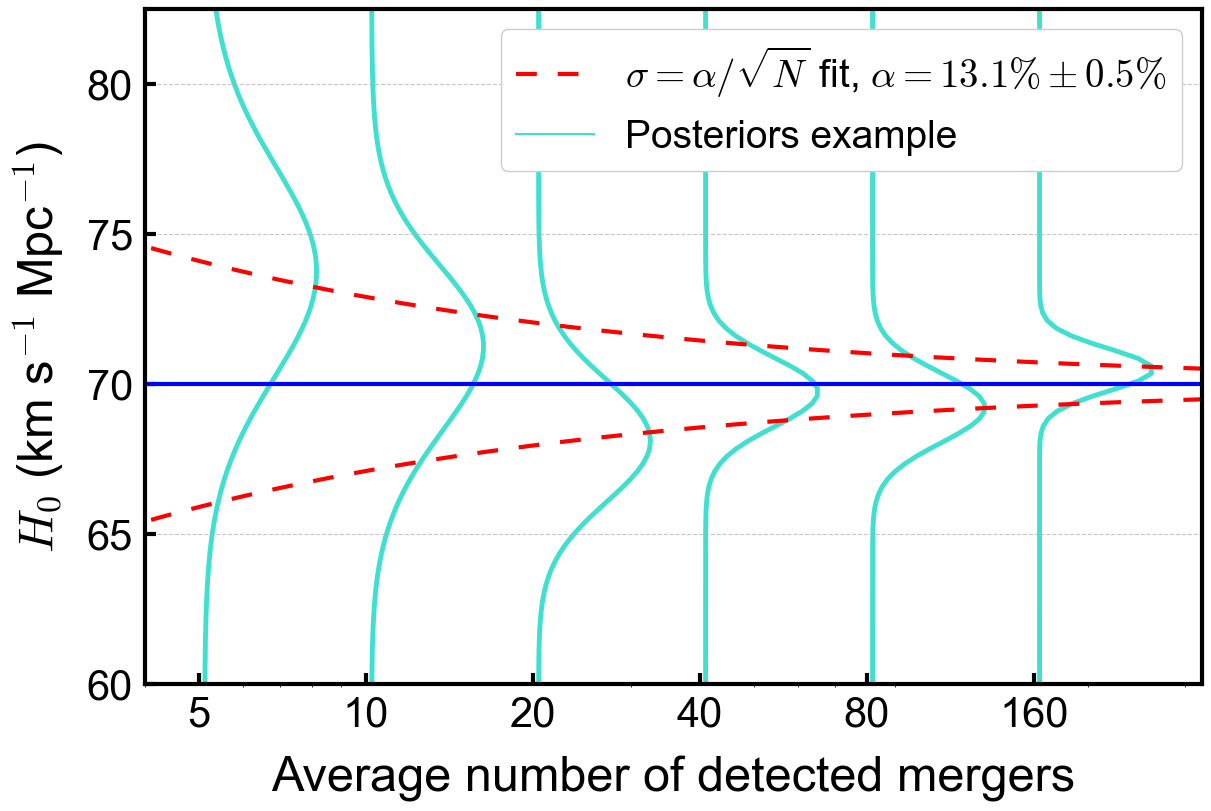 σ = α/√N fit, α = 13.1% ± 0.5%
Posteriors example
H₀ (km s⁻¹ Mpc⁻¹)
80
75
70
65
60
5 10 20 40 80 160
Average number of detected mergers